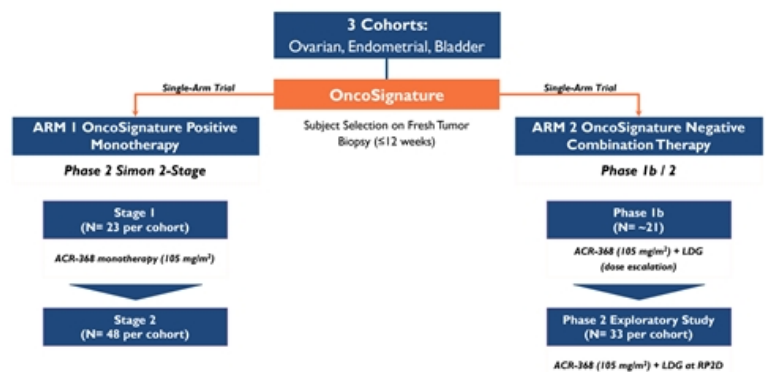 3 Cohorts:
Ovarian, Endometrial, Bladder
Single-Arm Trial
OncoSignature
Single-Arm Trial
Subject Selection on Fresh Tumor
Biopsy (≤12 weeks)
ARM 1 OncoSignature Positive
Monotherapy
Phase 2 Simon 2-Stage
Stage 1
(N= 23 per cohort)
ACR-368 monotherapy (105 mg/m²)
Stage 2
(N= 48 per cohort)
ARM 2 OncoSignature Negative
Combination Therapy
Phase 1b / 2
Phase 1b
(N= ~21)
ACR-368 (105 mg/m²) + LDG
(dose escalation)
Phase 2 Exploratory Study
(N= 33 per cohort)
ACR-368 (105 mg/m²) + LDG at RP2D